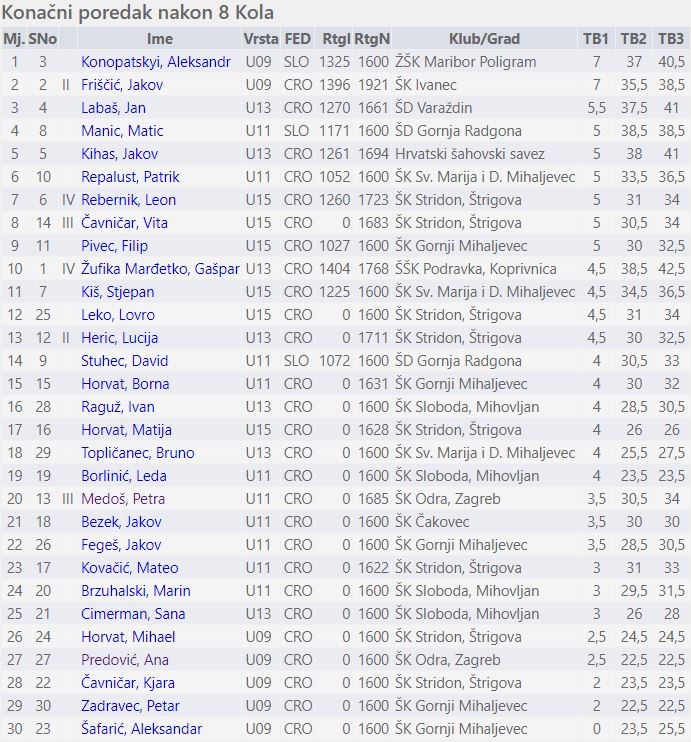 Konačni poredak nakon 8 Kola
Mj. SNo Ime Vrsta FED RtgI RtgN Klub/Grad TB1 TB2 TB3
1 3 Konopatskyi, Aleksandr U09 SLO 1325 1600 ŽŠK Maribor Poligram 7 37 40,5
2 2 II Friščić, Jakov U09 CRO 1396 1921 ŠK Ivanec 7 35,5 38,5
3 4 Labaš, Jan U13 CRO 1270 1661 ŠD Varaždin 5,5 37,5 41
4 8 Manic, Matic U11 SLO 1171 1600 ŠD Gornja Radgona 5 38,5 38,5
5 5 Kihas, Jakov U13 CRO 1261 1694 Hrvatski šahovski savez 5 38 41
6 10 Repalust, Patrik U11 CRO 1052 1600 ŠK Sv. Marija i D. Mihaljevec 5 33,5 36,5
7 6 IV Rebernik, Leon U15 CRO 1260 1723 ŠK Stridon, Štrigova 5 31 34
8 14 III Čavničar, Vita U15 CRO 0 1683 ŠK Stridon, Štrigova 5 30,5 34
9 11 Pivec, Filip U15 CRO 1027 1600 ŠK Gornji Mihaljevec 5 30 32,5
10 1 IV Žufika Marđetko, Gašpar U13 CRO 1404 1768 ŠŠK Podravka, Koprivnica 4,5 38,5 42,5
11 7 Kiš, Stjepan U15 CRO 1225 1600 ŠK Sv. Marija i D. Mihaljevec 4,5 34,5 36,5
12 25 Leko, Lovro U15 CRO 0 1600 ŠK Stridon, Štrigova 4,5 31 34
13 12 II Heric, Lucija U13 CRO 0 1711 ŠK Stridon, Štrigova 4,5 30 32,5
14 9 Stuhec, David U11 SLO 1072 1600 ŠD Gornja Radgona 4 30,5 33
15 15 Horvat, Borna U11 CRO 0 1631 ŠK Gornji Mihaljevec 4 30 32
16 28 Raguž, Ivan U13 CRO 0 1600 ŠK Sloboda, Mihovljan 4 28,5 30,5
17 16 Horvat, Matija U15 CRO 0 1628 ŠK Stridon, Štrigova 4 26 26
18 29 Topličanec, Bruno U13 CRO 0 1600 ŠK Sv. Marija i D. Mihaljevec 4 25,5 27,5
19 19 Borlinić, Leda U11 CRO 0 1600 ŠK Sloboda, Mihovljan 4 23,5 23,5
20 13 III Medoš, Petra U11 CRO 0 1685 ŠK Odra, Zagreb 3,5 30,5 34
21 18 Bezek, Jakov U11 CRO 0 1600 ŠK Čakovec 3,5 30 30
22 26 Fegeš, Jakov U11 CRO 0 1600 ŠK Gornji Mihaljevec 3,5 28,5 30,5
23 17 Kovačić, Mateo U11 CRO 0 1622 ŠK Stridon, Štrigova 3 31 33
24 20 Brzuhalski, Marin U11 CRO 0 1600 ŠK Sloboda, Mihovljan 3 29,5 31,5
25 21 Cimerman, Sana U13 CRO 0 1600 ŠK Sloboda, Mihovljan 3 26 28
26 24 Horvat, Mihael U09 CRO 0 1600 ŠK Stridon, Štrigova 2,5 24,5 24,5
27 27 Predović, Ana U09 CRO 0 1600 ŠK Odra, Zagreb 2,5 22,5 22,5
28 22 Čavničar, Kjara U09 CRO 0 1600 ŠK Stridon, Štrigova 2 23,5 23,5
29 30 Zadravec, Petar U09 CRO 0 1600 ŠK Gornji Mihaljevec 2 22,5 22,5
30 23 Šafarić, Aleksandar U09 CRO 0 1600 ŠK Gornji Mihaljevec 0 23,5 25,5